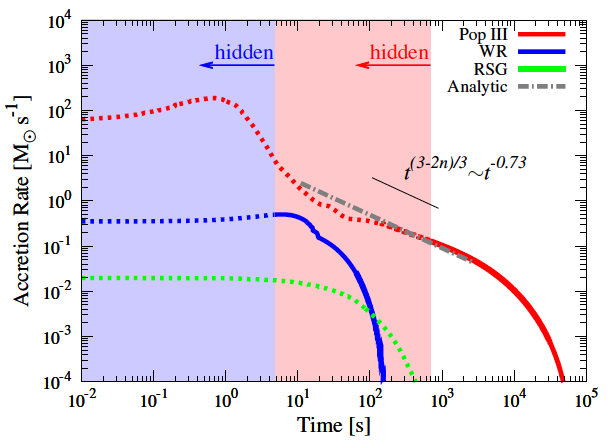 10^4
10^3
10^2
10^1
10^0
10^-1
10^-2
10^-3
10^-4
Accretion Rate [M⊙ s^-1]
hidden
hidden
Pop III
WR
RSG
Analytic
t^(3-2n)/3~t^-0.73
10^-2 10^-1 10^0 10^1 10^2 10^3 10^4 10^5
Time [s]